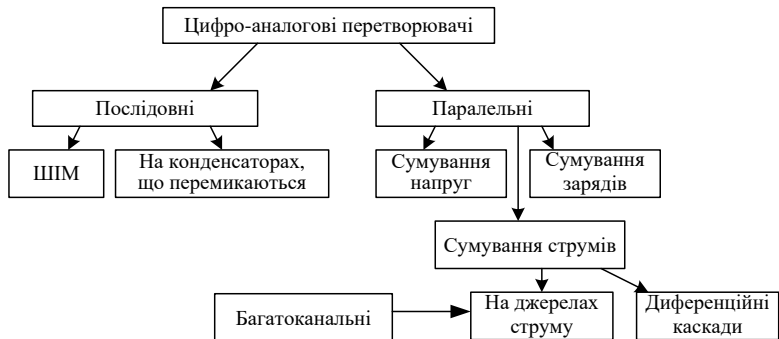 Цифро-аналогові перетворювачі
Послідовні
Паралельні
ШІМ
На конденсаторах,
що перемикаються
Сумування
напруг
Сумування
зарядів
Сумування струмів
Багатоканальні
На джерелах
струму
Диференційні
каскади